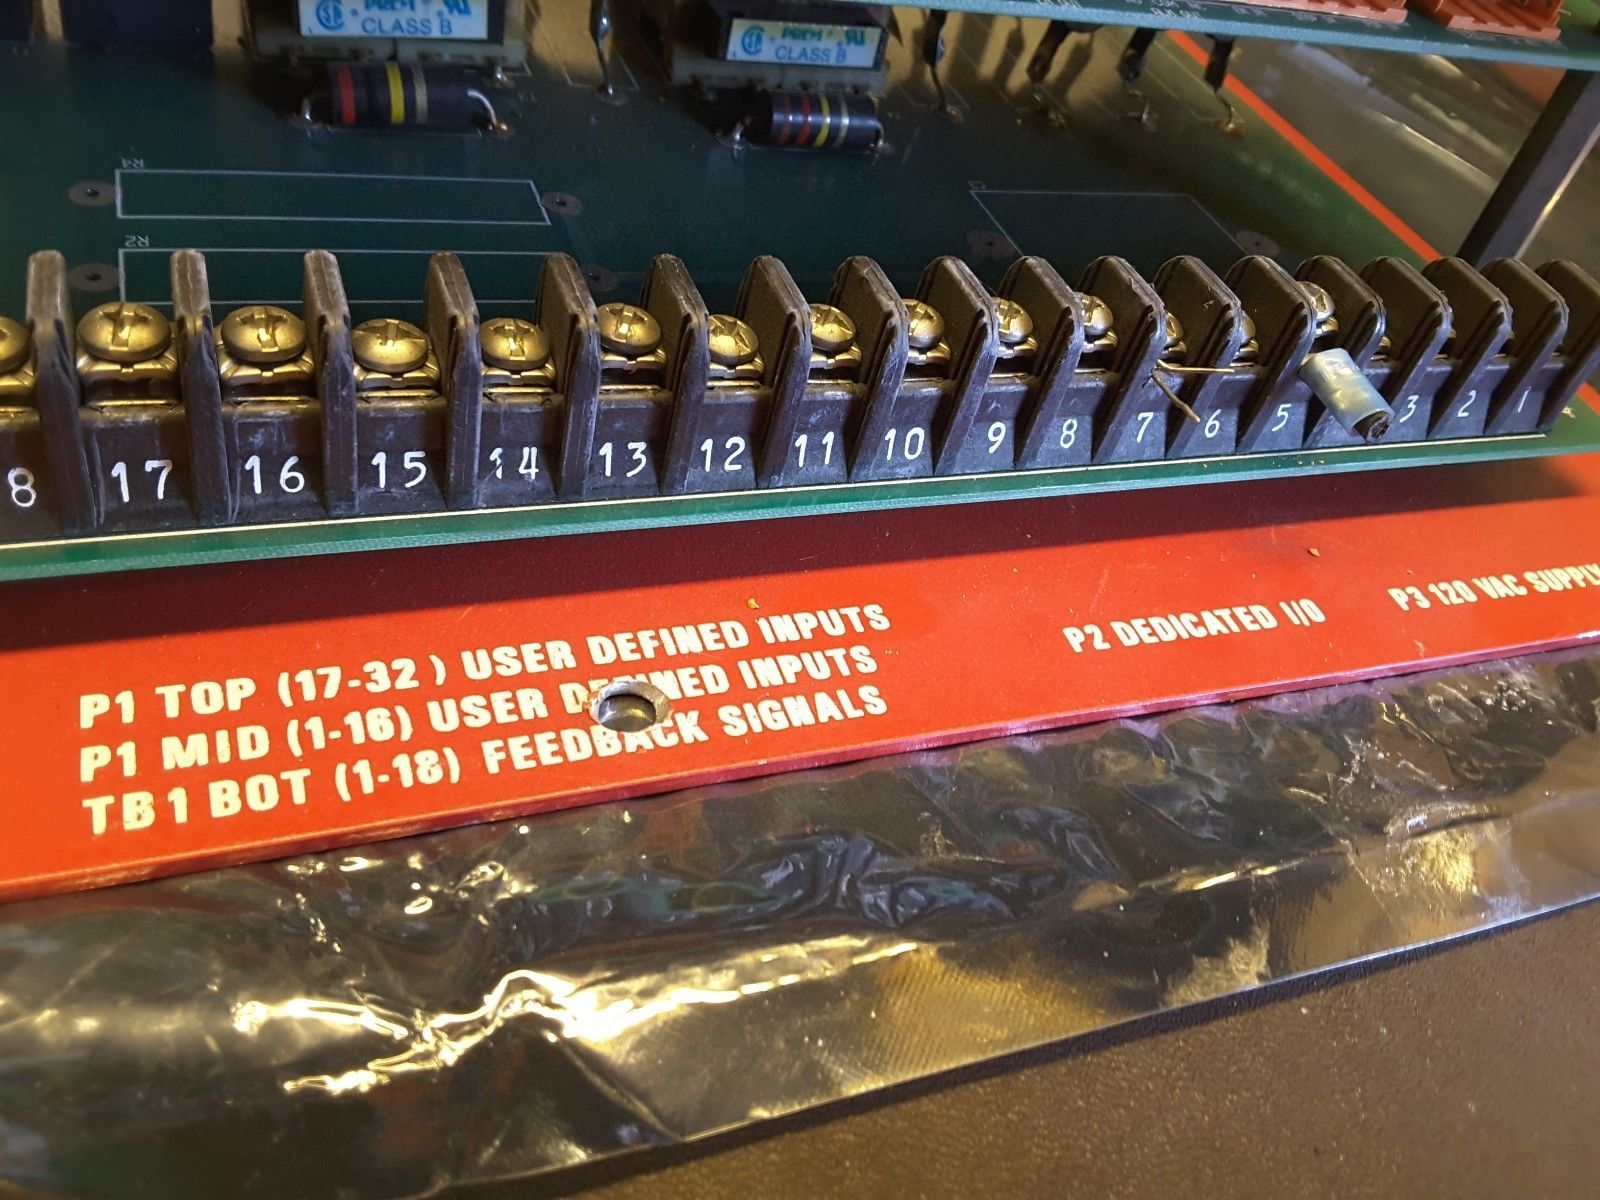 PREM
CLASS B
PREM
CLASS B
R4
R2
8 17 16 15 14 13 12 11 10 9 8 7 6 5 3 2 1
P1 TOP (17-32 ) USER DEFINED INPUTS
P1 MID (1-16) USER DEFINED INPUTS
TB1 BOT (1-18) FEEDBACK SIGNALS
P2 DEDICATED I/O
P3 120 VAC SUPPLY